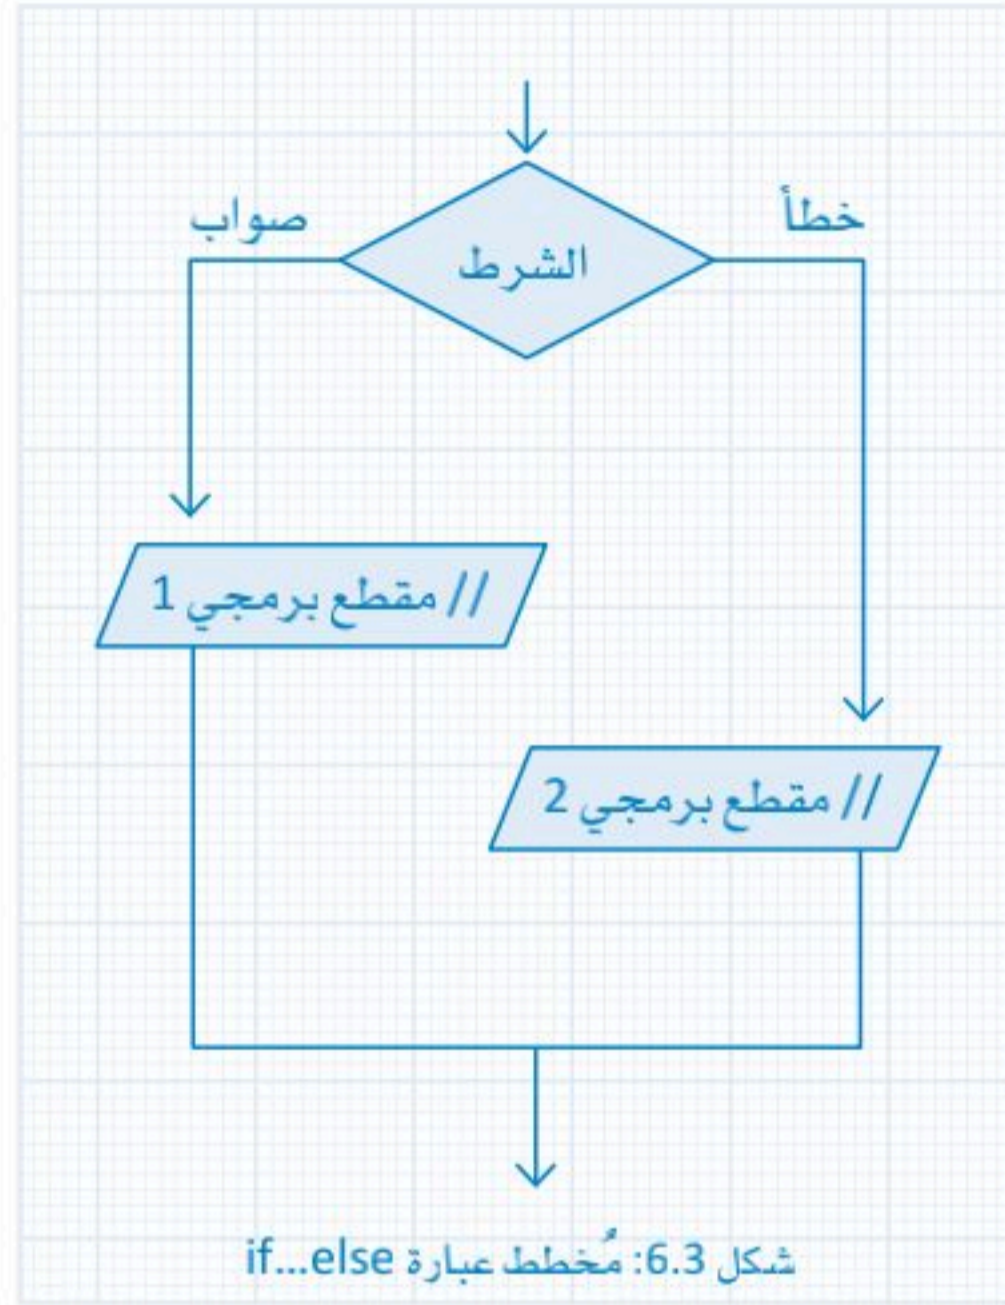 خطأ
صواب
الشرط
// مقطع برمجي 1
// مقطع برمجي 2
شكل 6.3: مُخطط عبارة if...else